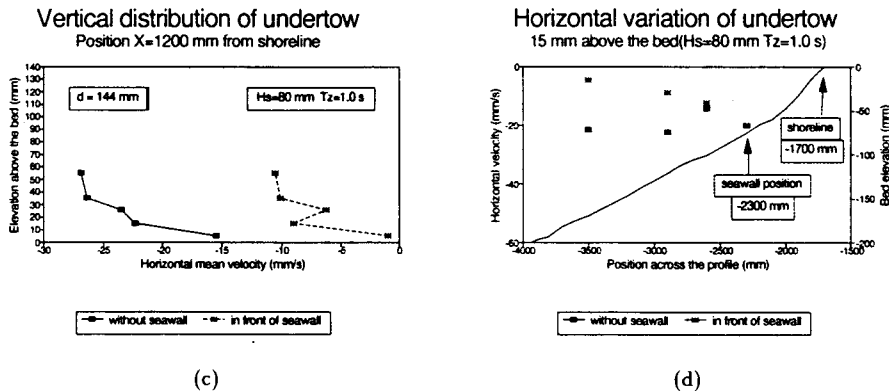 Vertical distribution of undertow
Position X=1200 mm from shoreline
Elevation above the bed (mm)
140
130
120
110
100
90
80
70
60
50
40
30
20
10
0
d = 144 mm
Hs=80 mm Tz=1.0 s
-30
-25
-20
-15
-10
-5
0
Horizontal mean velocity (mm/s)
without seawall
in front of seawall
(c)
Horizontal variation of undertow
15 mm above the bed(Hs=80 mm Tz=1.0 s)
Horizontal velocity (mm/s)
0
-20
-40
-60
shoreline
-1700 mm
seawall position
-2300 mm
0
-50
-100
-150
-200
Bed elevation (mm)
-4000
-3500
-3000
-2500
-2000
-1500
Position across the profile (mm)
without seawall
in front of seawall
(d)